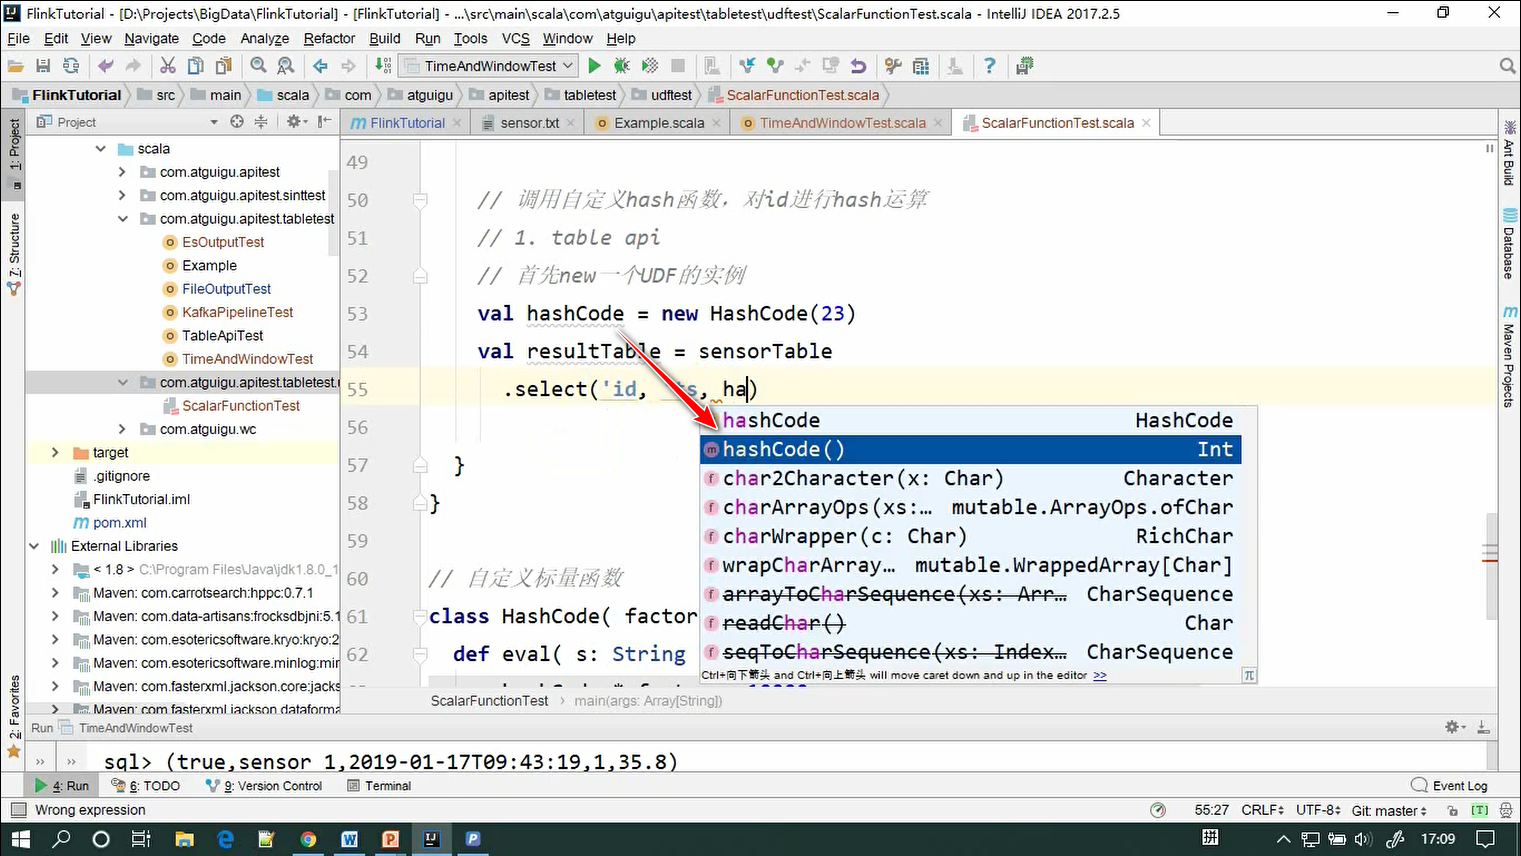 FlinkTutorial - [D:\Projects\BigData\FlinkTutorial] - [FlinkTutorial] - ...\src\main\scala\com\atguigu\apitest\tabletest\udftest\ScalarFunctionTest.scala - IntelliJ IDEA 2017.2.5
File Edit View Navigate Code Analyze Refactor Build Run Tools VCS Window Help
TimeAndWindowTest
FlinkTutorial src main scala com atguigu apitest tabletest udftest ScalarFunctionTest.scala
Project
FlinkTutorial sensor.txt Example.scala TimeAndWindowTest.scala ScalarFunctionTest.scala
1: Project
7: Structure
2: Favorites
scala
com.atguigu.apitest
com.atguigu.apitest.sinttest
com.atguigu.apitest.tabletest
EsOutputTest
Example
FileOutputTest
KafkaPipelineTest
TableApiTest
TimeAndWindowTest
com.atguigu.apitest.tabletest.
ScalarFunctionTest
com.atguigu.wc
target
.gitignore
FlinkTutorial.iml
pom.xml
External Libraries
< 1.8 > C:\Program Files\Java\jdk1.8.0_1
Maven: com.carrotsearch:hppc:0.7.1
Maven: com.data-artisans:frocksdbjni:5.1
Maven: com.esotericsoftware.kryo:kryo:2
Maven: com.esotericsoftware.minlog:min
Maven: com.fasterxml.jackson.core:jacks
Maven: com.fasterxml.jackson.dataforma
49
50 // 调用自定义hash函数，对id进行hash运算
51 // 1. table api
52 // 首先new一个UDF的实例
53 val hashCode = new HashCode(23)
54 val resultTable = sensorTable
55 .select('id, ts, ha)
56
57 }
58 }
59
60 // 自定义标量函数
61 class HashCode( factor
62 def eval( s: String
hashCode HashCode
m hashCode() Int
f char2Character(x: Char) Character
f charArrayOps(xs:… mutable.ArrayOps.ofChar
f charWrapper(c: Char) RichChar
f wrapCharArray… mutable.WrappedArray[Char]
f arrayToCharSequence(xs: Arr… CharSequence
f readChar() Char
f seqToCharSequence(xs: Index… CharSequence
Ctrl+向下箭头 and Ctrl+向上箭头 will move caret down and up in the editor >>
π
ScalarFunctionTest main(args: Array[String])
Ant Build
Database
Maven Projects
Run TimeAndWindowTest
sql> (true,sensor_1,2019-01-17T09:43:19,1,35.8)
4: Run 6: TODO 9: Version Control Terminal Event Log
Wrong expression 55:27 CRLF UTF-8 Git: master [T]
拼 17:09